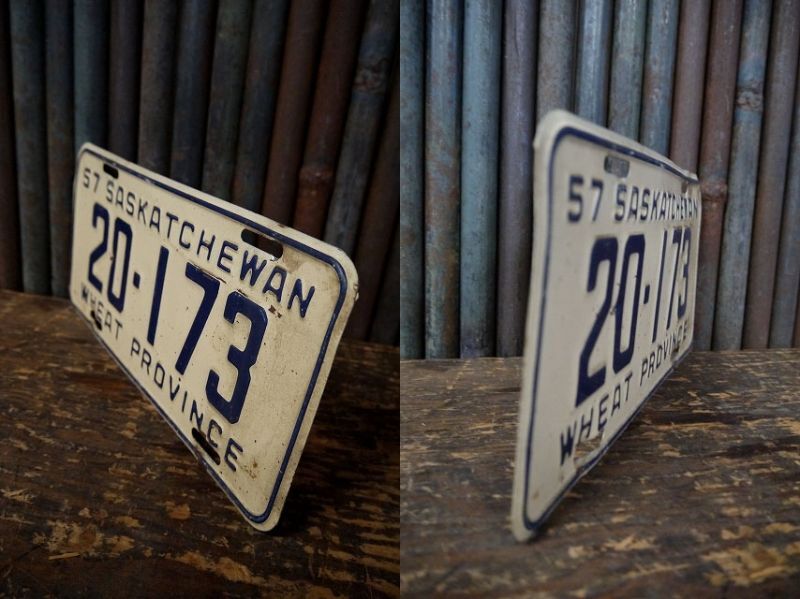 57 SASKATCHEWAN
20-173
WHEAT PROVINCE
57 SASKATCHEWAN
20-173
WHEAT PROVINCE